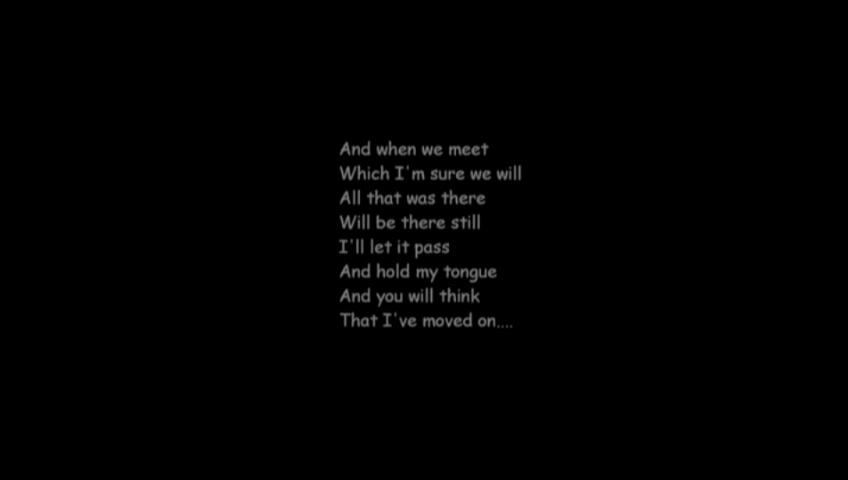 And when we meet
Which I'm sure we will
All that was there
Will be there still
I'll let it pass
And hold my tongue
And you will think
That I've moved on....